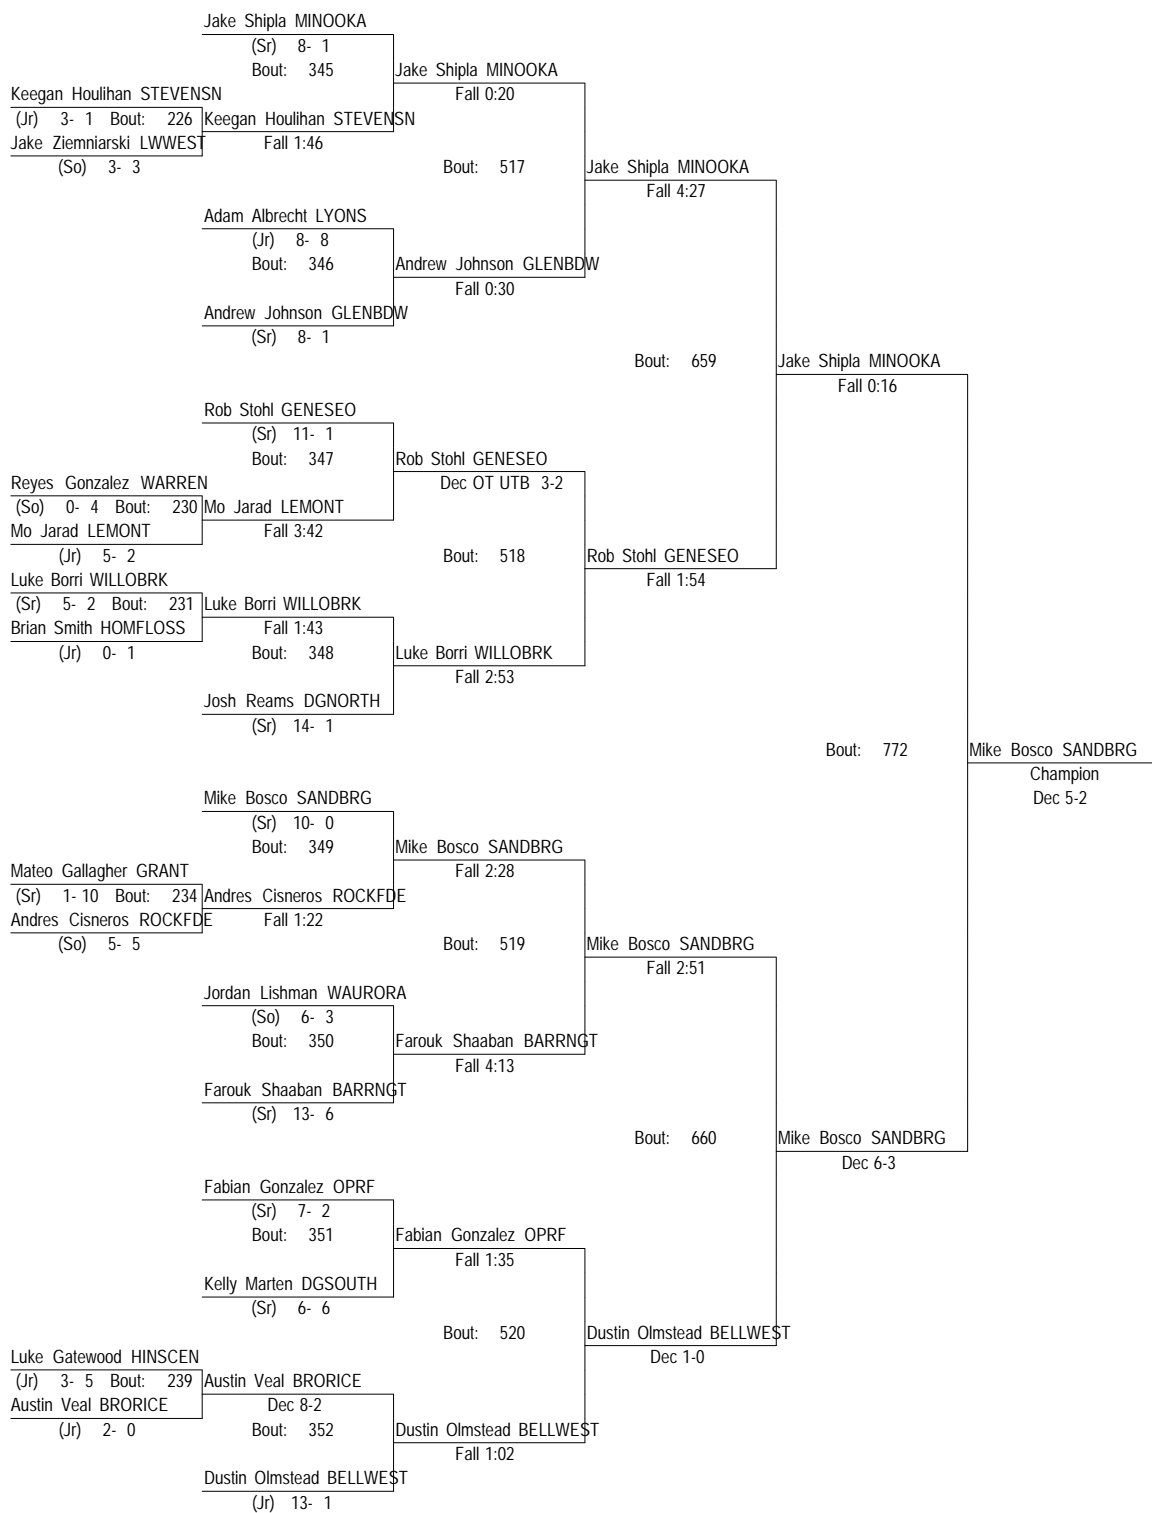 Jake Shipla MINOOKA
(Sr) 8- 1
Bout: 345
Jake Shipla MINOOKA
Fall 0:20
Keegan Houlihan STEVENSN
(Jr) 3- 1 Bout: 226
Keegan Houlihan STEVENSN
Jake Ziemniarski LWWEST
Fall 1:46
(So) 3- 3
Bout: 517
Jake Shipla MINOOKA
Fall 4:27
Adam Albrecht LYONS
(Jr) 8- 8
Bout: 346
Andrew Johnson GLENBDW
Fall 0:30
Andrew Johnson GLENBDW
(Sr) 8- 1
Bout: 659
Jake Shipla MINOOKA
Fall 0:16
Rob Stohl GENESEO
(Sr) 11- 1
Bout: 347
Rob Stohl GENESEO
Dec OT UTB 3-2
Reyes Gonzalez WARREN
(So) 0- 4 Bout: 230
Mo Jarad LEMONT
Mo Jarad LEMONT
Fall 3:42
(Jr) 5- 2
Bout: 518
Rob Stohl GENESEO
Fall 1:54
Luke Borri WILLOBRK
(Sr) 5- 2 Bout: 231
Luke Borri WILLOBRK
Brian Smith HOMFLOSS
Fall 1:43
(Jr) 0- 1
Bout: 348
Luke Borri WILLOBRK
Fall 2:53
Josh Reams DGNORTH
(Sr) 14- 1
Bout: 772
Mike Bosco SANDBRG
Champion
Dec 5-2
Mike Bosco SANDBRG
(Sr) 10- 0
Bout: 349
Mike Bosco SANDBRG
Fall 2:28
Mateo Gallagher GRANT
(Sr) 1- 10 Bout: 234
Andres Cisneros ROCKFDE
Andres Cisneros ROCKFDE
Fall 1:22
(So) 5- 5
Bout: 519
Mike Bosco SANDBRG
Fall 2:51
Jordan Lishman WAURORA
(So) 6- 3
Bout: 350
Farouk Shaaban BARRNGT
Fall 4:13
Farouk Shaaban BARRNGT
(Sr) 13- 6
Bout: 660
Mike Bosco SANDBRG
Dec 6-3
Fabian Gonzalez OPRF
(Sr) 7- 2
Bout: 351
Fabian Gonzalez OPRF
Fall 1:35
Kelly Marten DGSOUTH
(Sr) 6- 6
Bout: 520
Dustin Olmstead BELLWEST
Dec 1-0
Luke Gatewood HINSCEN
(Jr) 3- 5 Bout: 239
Austin Veal BRORICE
Austin Veal BRORICE
Dec 8-2
(Jr) 2- 0
Bout: 352
Dustin Olmstead BELLWEST
Fall 1:02
Dustin Olmstead BELLWEST
(Jr) 13- 1